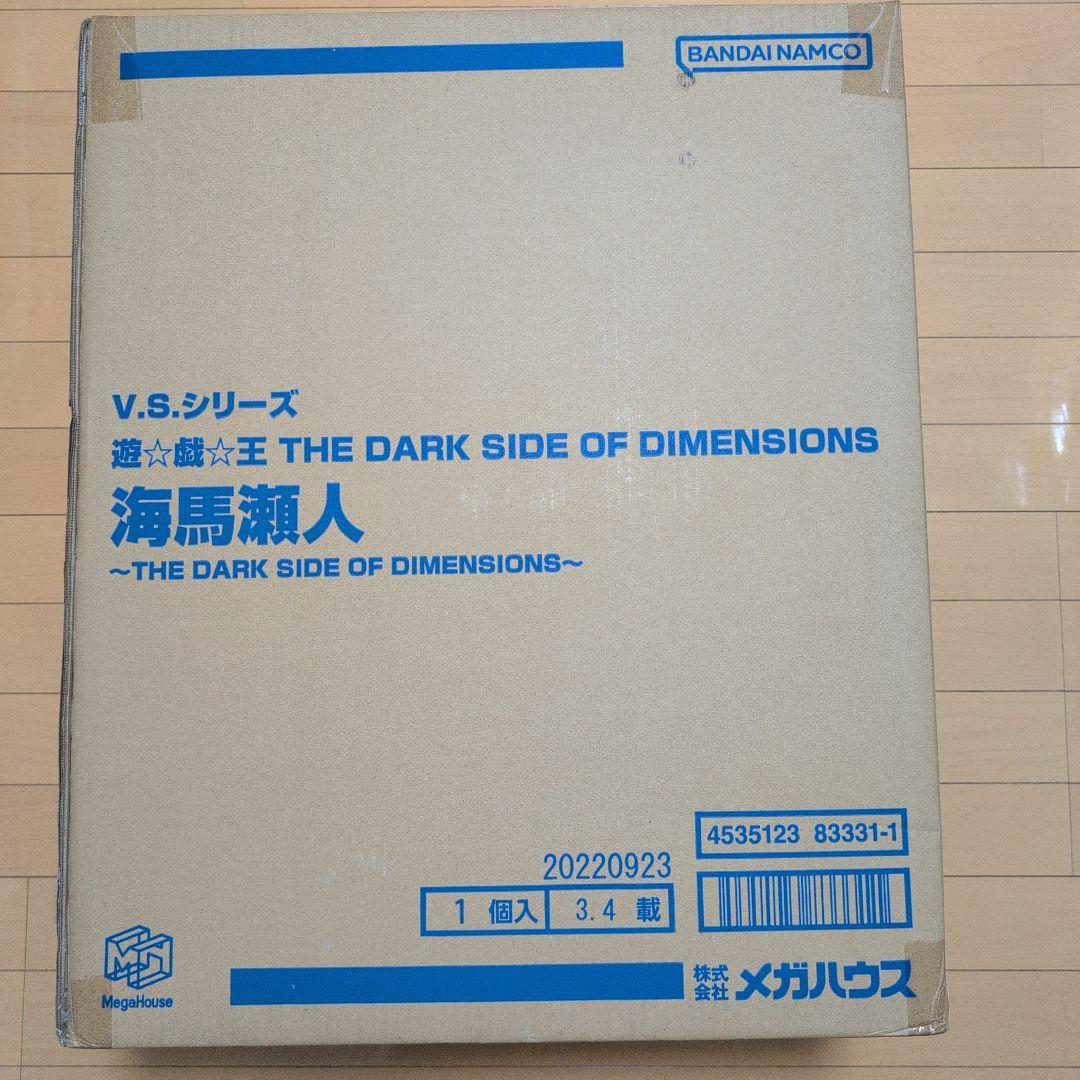 BANDAI NAMCO
V.S.シリーズ
遊☆戯☆王 THE DARK SIDE OF DIMENSIONS
海馬瀬人
～THE DARK SIDE OF DIMENSIONS～
4535123 83331-1
20220923
1 個入 3.4 載
MegaHouse
株式会社 メガハウス